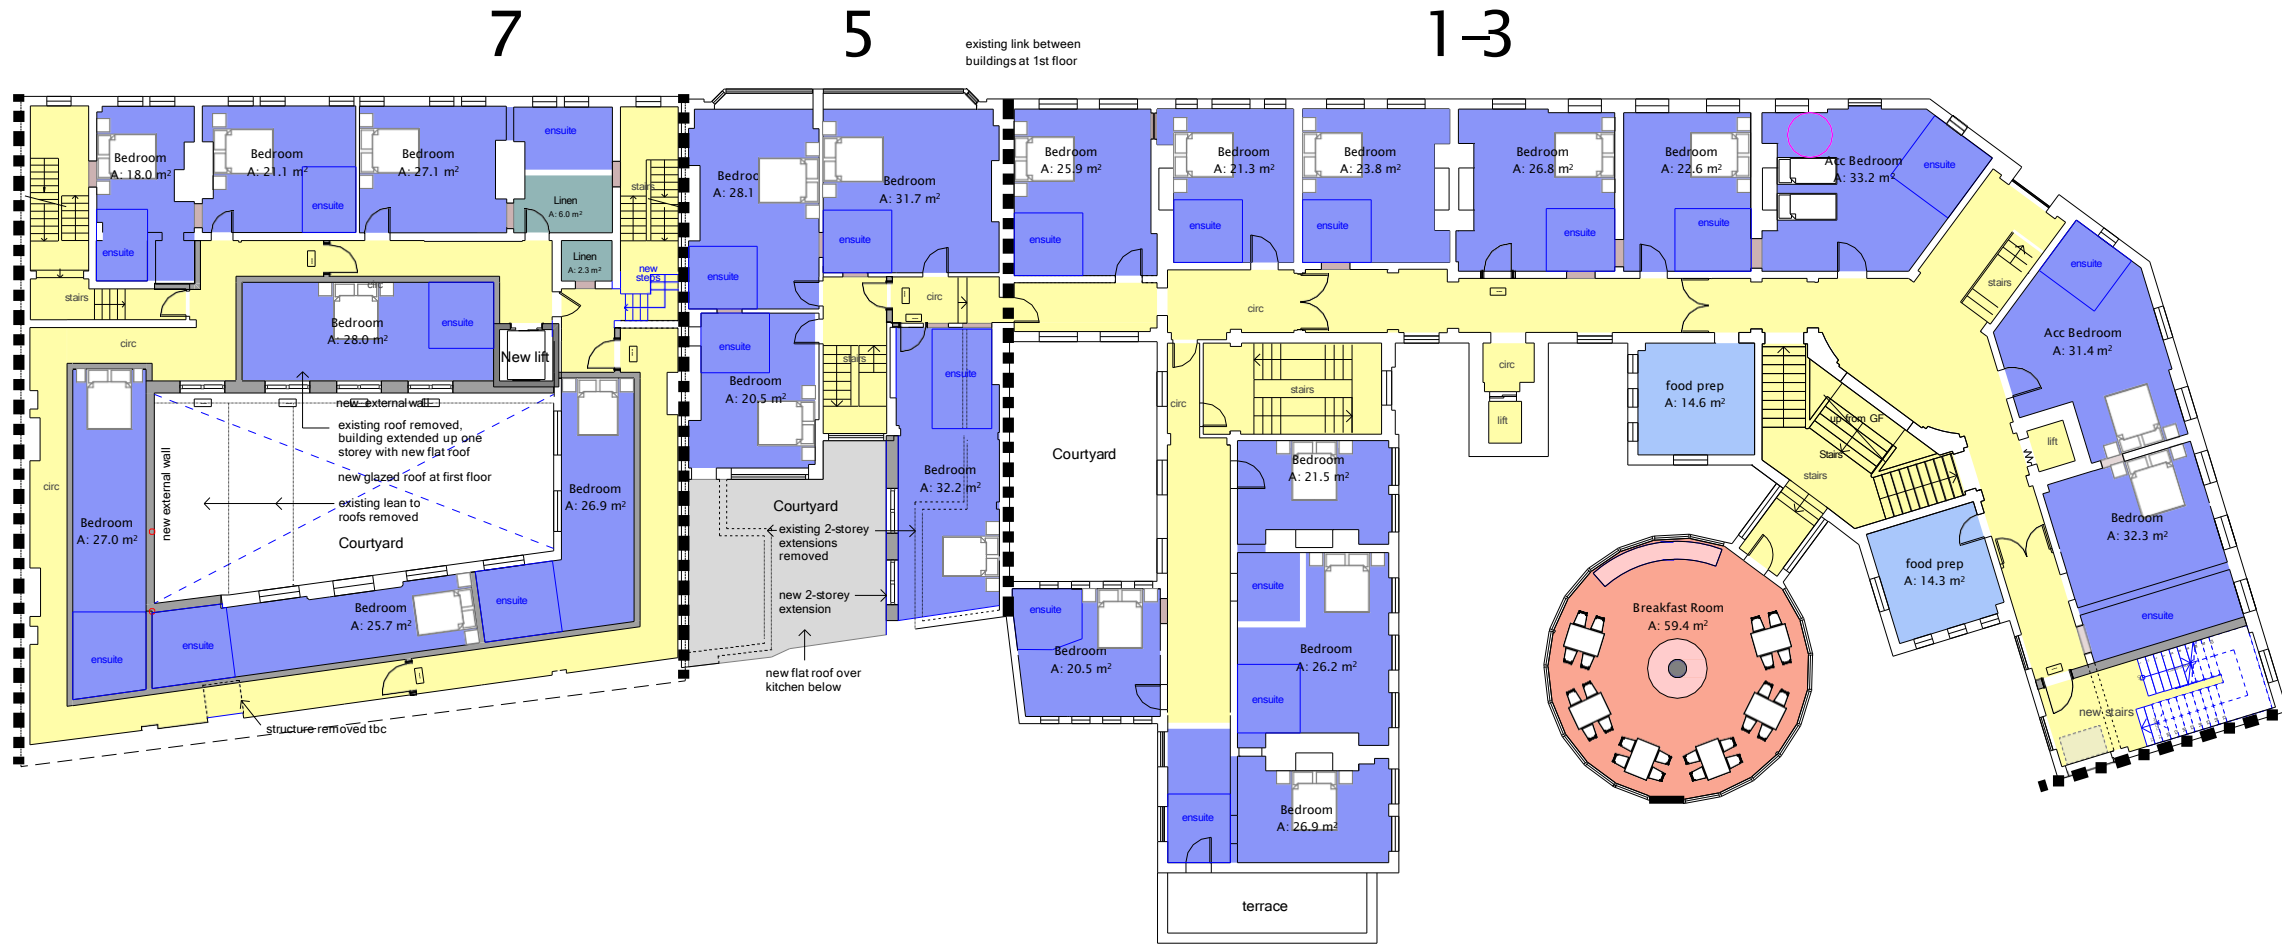 7
5
1-3
existing link between
buildings at 1st floor
Bedroom
A: 18.0 m²
ensuite
Bedroom
A: 21.1 m²
ensuite
Bedroom
A: 27.1 m²
ensuite
Linen
A: 6.0 m²
Linen
A: 2.3 m²
stairs
new
steps
stairs
circ
circ
Bedroom
A: 28.0 m²
ensuite
New lift
circ
Bedroom
A: 27.0 m²
ensuite
new external wall
new external wall
existing roof removed,
building extended up one
storey with new flat roof
new glazed roof at first floor
existing lean to
roofs removed
Courtyard
Bedroom
A: 26.9 m²
ensuite
Bedroom
A: 25.7 m²
ensuite
structure removed tbc
Bedroom
A: 28.1
ensuite
Bedroom
A: 31.7 m²
ensuite
circ
stairs
ensuite
Bedroom
A: 20.5 m²
ensuite
Bedroom
A: 32.2 m²
Courtyard
existing 2-storey
extensions
removed
new 2-storey
extension
new flat roof over
kitchen below
Bedroom
A: 25.9 m²
ensuite
Bedroom
A: 21.3 m²
ensuite
Bedroom
A: 23.8 m²
ensuite
Bedroom
A: 26.8 m²
ensuite
Bedroom
A: 22.6 m²
ensuite
Acc Bedroom
A: 33.2 m²
ensuite
circ
circ
stairs
Courtyard
Bedroom
A: 21.5 m²
ensuite
Bedroom
A: 26.2 m²
ensuite
ensuite
Bedroom
A: 20.5 m²
ensuite
Bedroom
A: 26.9 m²
terrace
circ
lift
food prep
A: 14.6 m²
up from GF
Stairs
stairs
stairs
ensuite
Acc Bedroom
A: 31.4 m²
lift
Bedroom
A: 32.3 m²
ensuite
food prep
A: 14.3 m²
Breakfast Room
A: 59.4 m²
new stairs